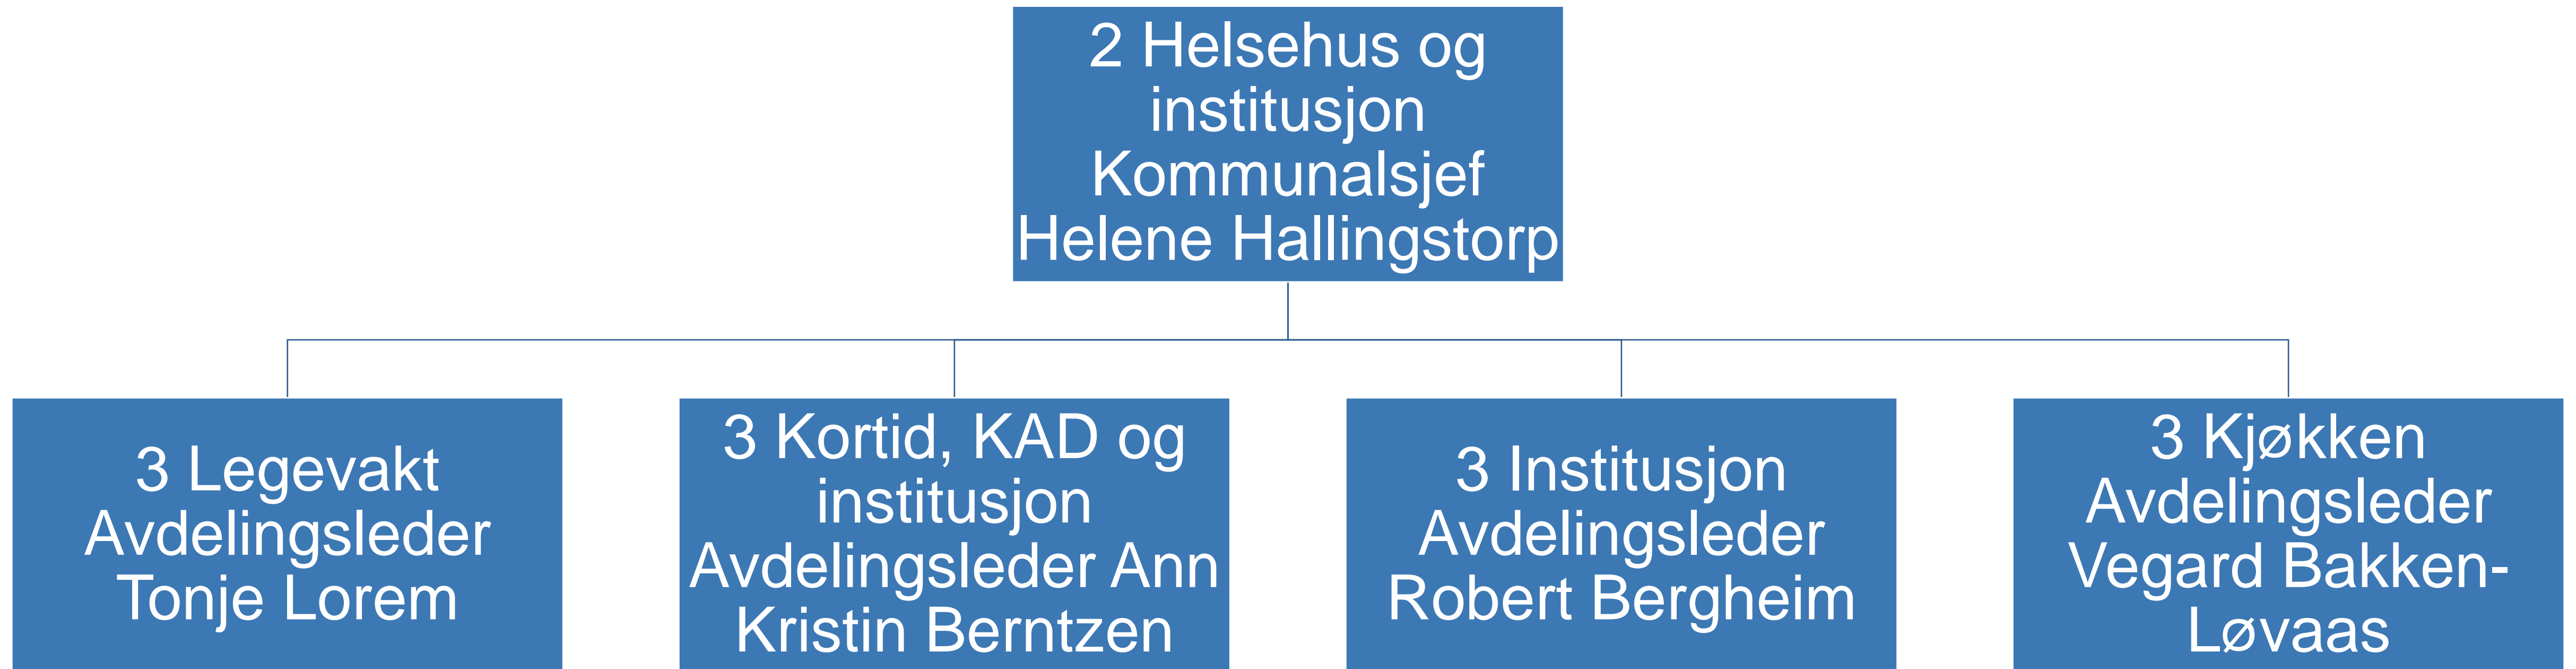 2 Helsehus og
institusjon
Kommunalsjef
Helene Hallingstorp
3 Legevakt
Avdelingsleder
Tonje Lorem
3 Kortid, KAD og
institusjon
Avdelingsleder Ann
Kristin Berntzen
3 Institusjon
Avdelingsleder
Robert Bergheim
3 Kjøkken
Avdelingsleder
Vegard Bakken-
Løvaas